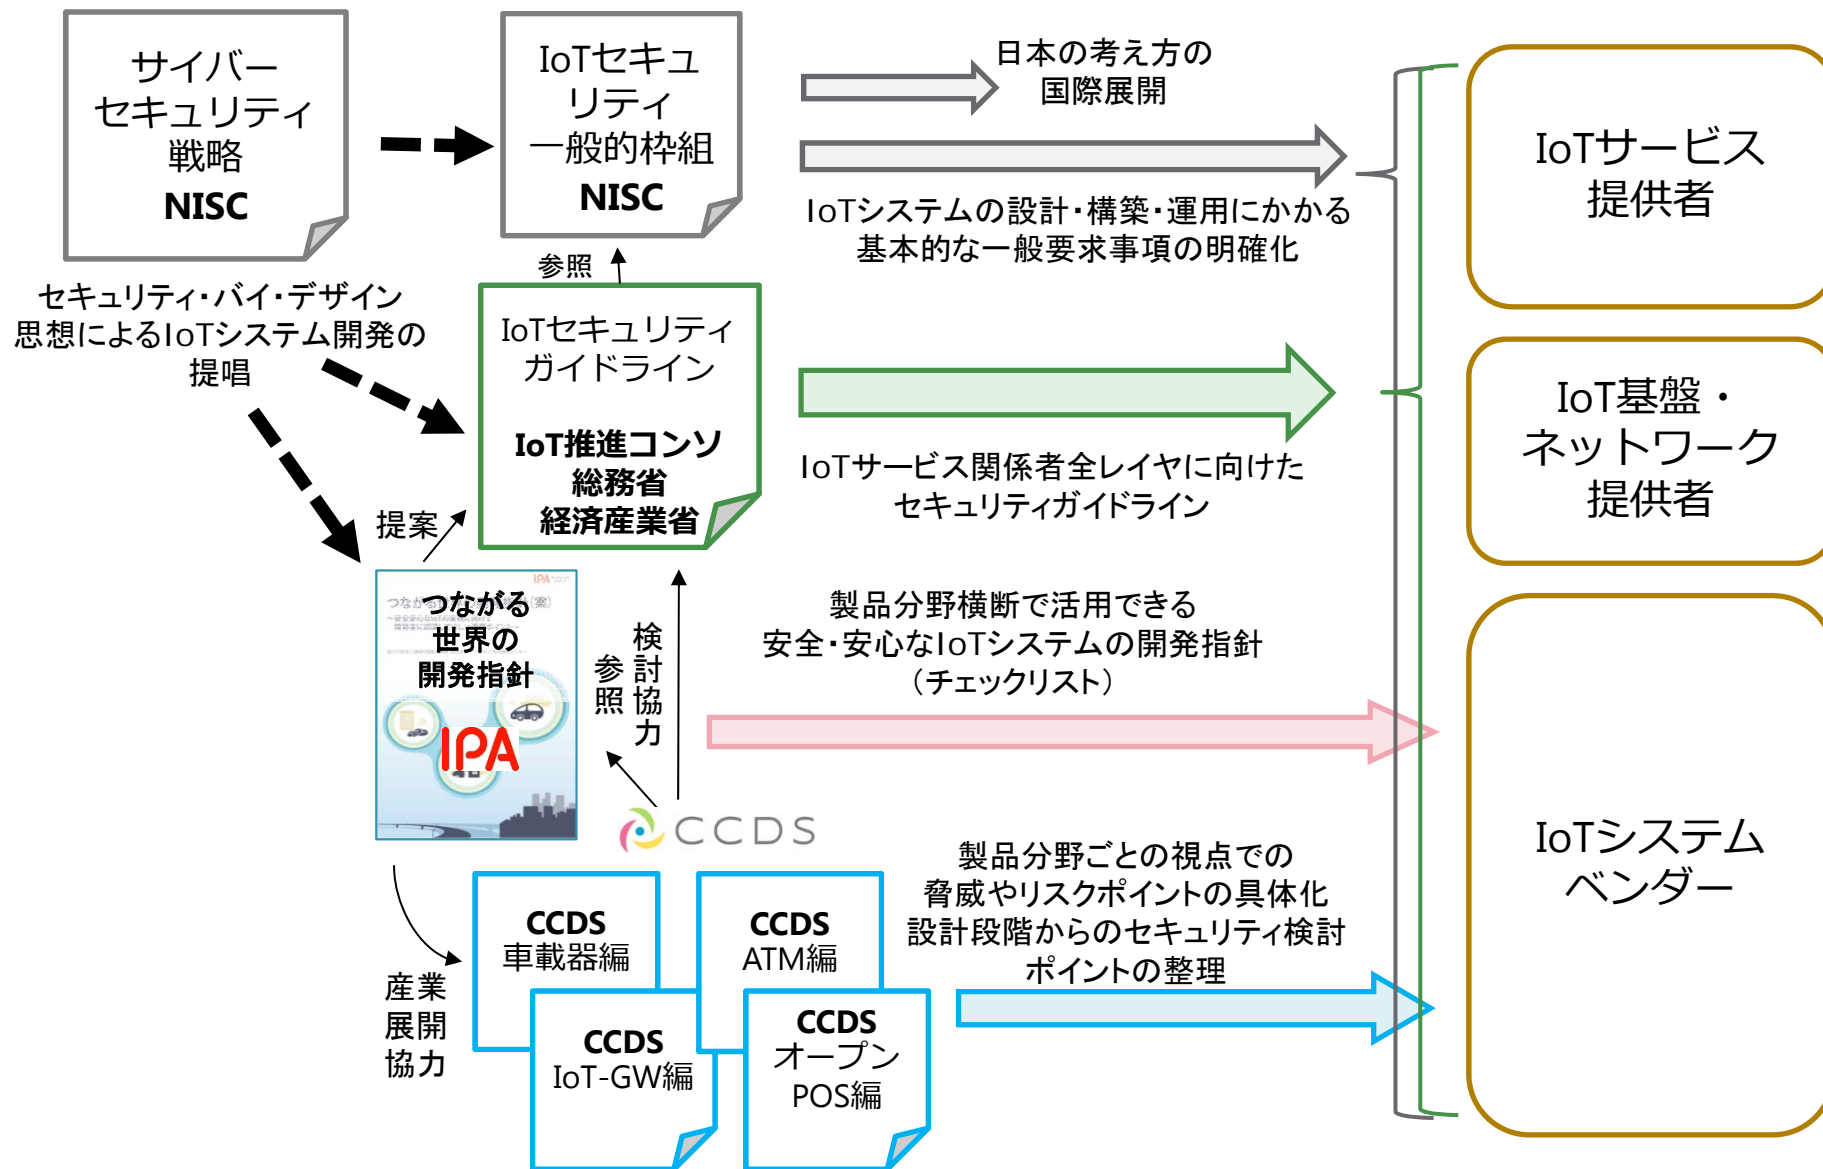 サイバー
セキュリティ
戦略
NISC
IoTセキュ
リティ
一般的枠組
NISC
日本の考え方の
国際展開
IoTシステムの設計・構築・運用にかかる
基本的な一般要求事項の明確化
IoTサービス
提供者
参照
セキュリティ・バイ・デザイン
思想によるIoTシステム開発の
提唱
IoTセキュリティ
ガイドライン
IoT推進コンソ
総務省
経済産業省
IoTサービス関係者全レイヤに向けた
セキュリティガイドライン
IoT基盤・
ネットワーク
提供者
提案
IPA
つながる
世界の
開発指針
IPA
参照
検討協力
製品分野横断で活用できる
安全・安心なIoTシステムの開発指針
（チェックリスト）
CCDS
IoTシステム
ベンダー
製品分野ごとの視点での
脅威やリスクポイントの具体化
設計段階からのセキュリティ検討
ポイントの整理
産業
展開
協力
CCDS
車載器編
CCDS
ATM編
CCDS
IoT-GW編
CCDS
オープン
POS編